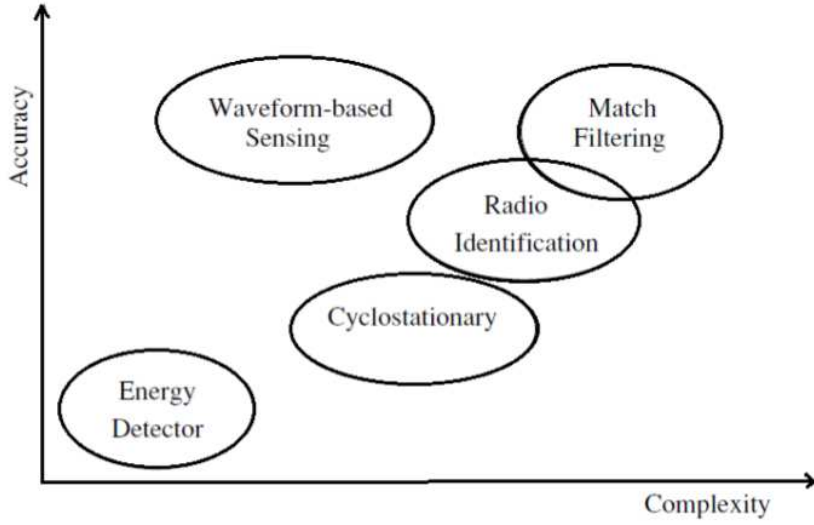 Accuracy
Waveform-based
Sensing
Match
Filtering
Radio
Identification
Cyclostationary
Energy
Detector
Complexity